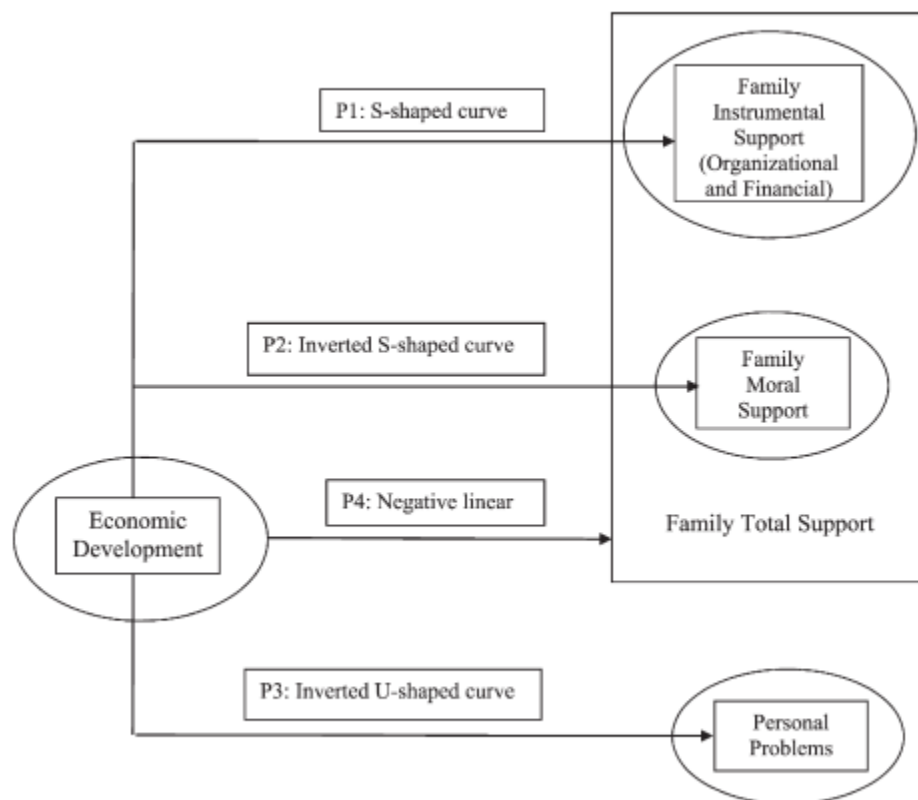 P1: S-shaped curve
Family
Instrumental
Support
(Organizational
and Financial)
P2: Inverted S-shaped curve
Family
Moral
Support
Economic
Development
P4: Negative linear
Family Total Support
P3: Inverted U-shaped curve
Personal
Problems